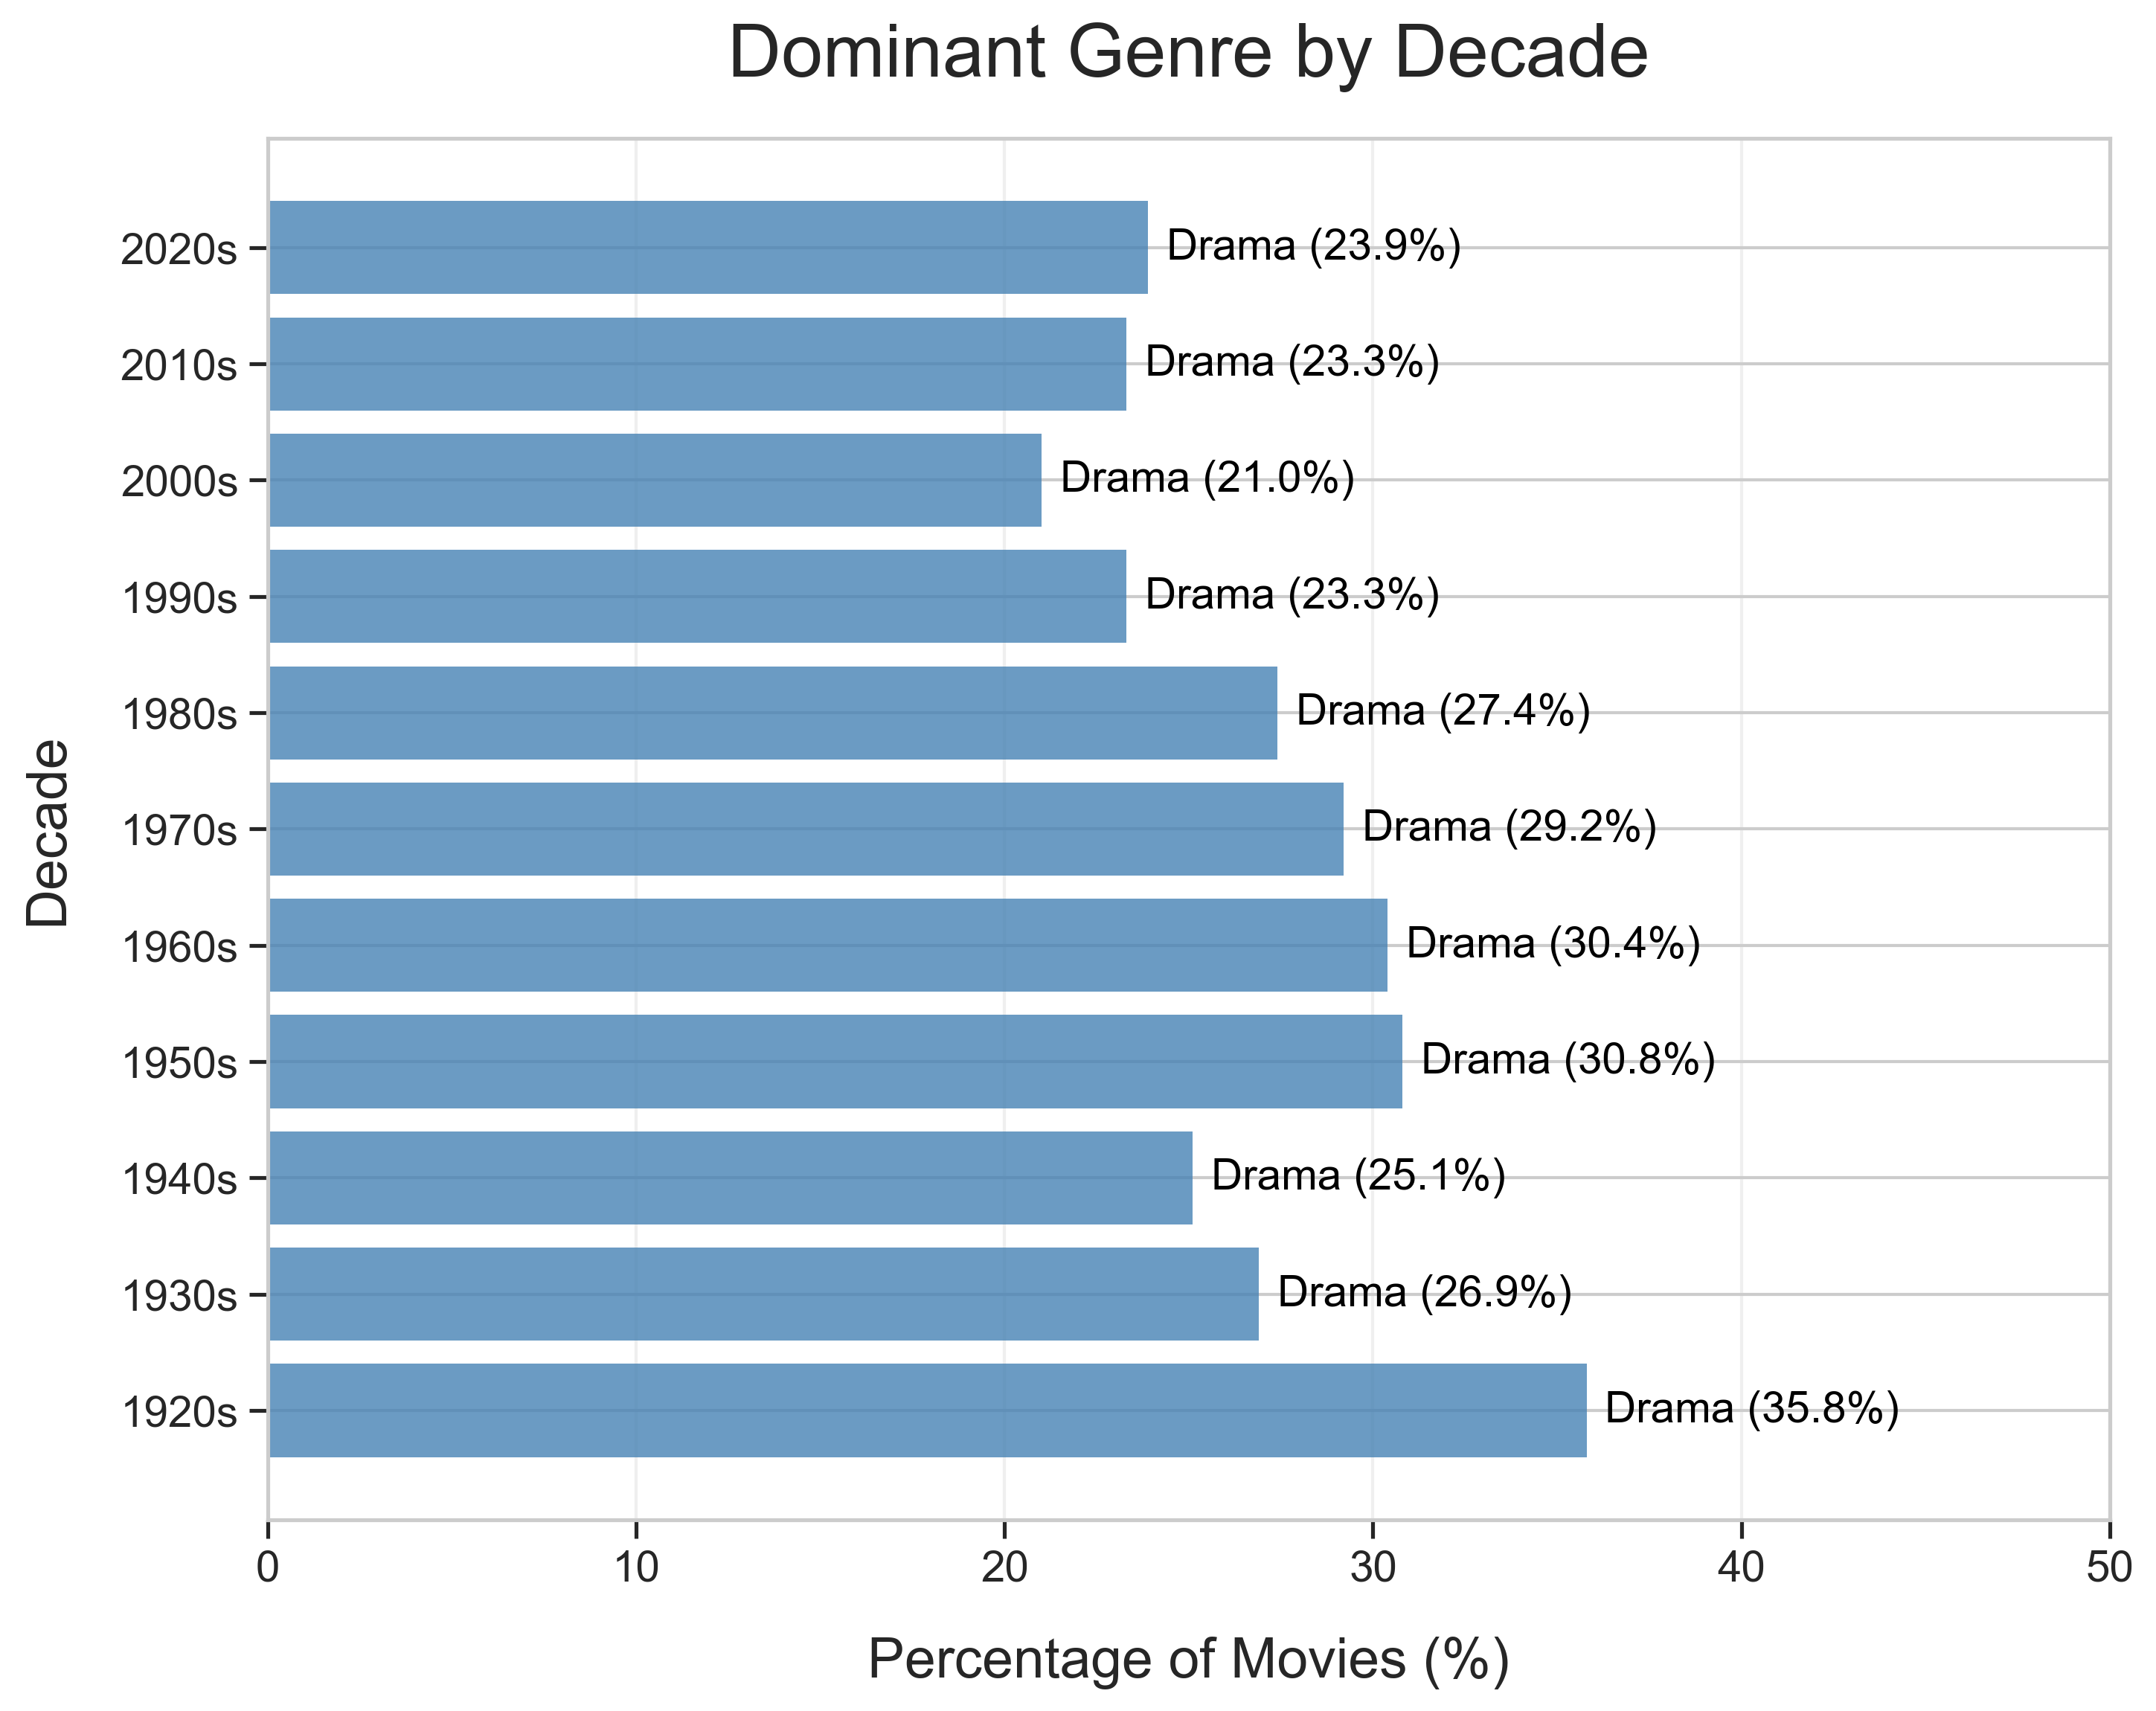 Dominant Genre by Decade
2020s
Drama (23.9%)
2010s
Drama (23.3%)
2000s
Drama (21.0%)
1990s
Drama (23.3%)
1980s
Drama (27.4%)
1970s
Drama (29.2%)
1960s
Drama (30.4%)
1950s
Drama (30.8%)
1940s
Drama (25.1%)
1930s
Drama (26.9%)
1920s
Drama (35.8%)
Decade
0 10 20 30 40 50
Percentage of Movies (%)